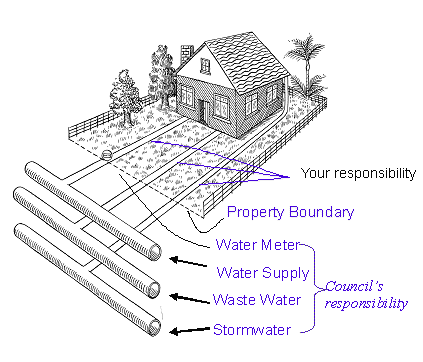 Your responsibility
Property Boundary
Water Meter
Water Supply
Council's
responsibility
Waste Water
Stormwater